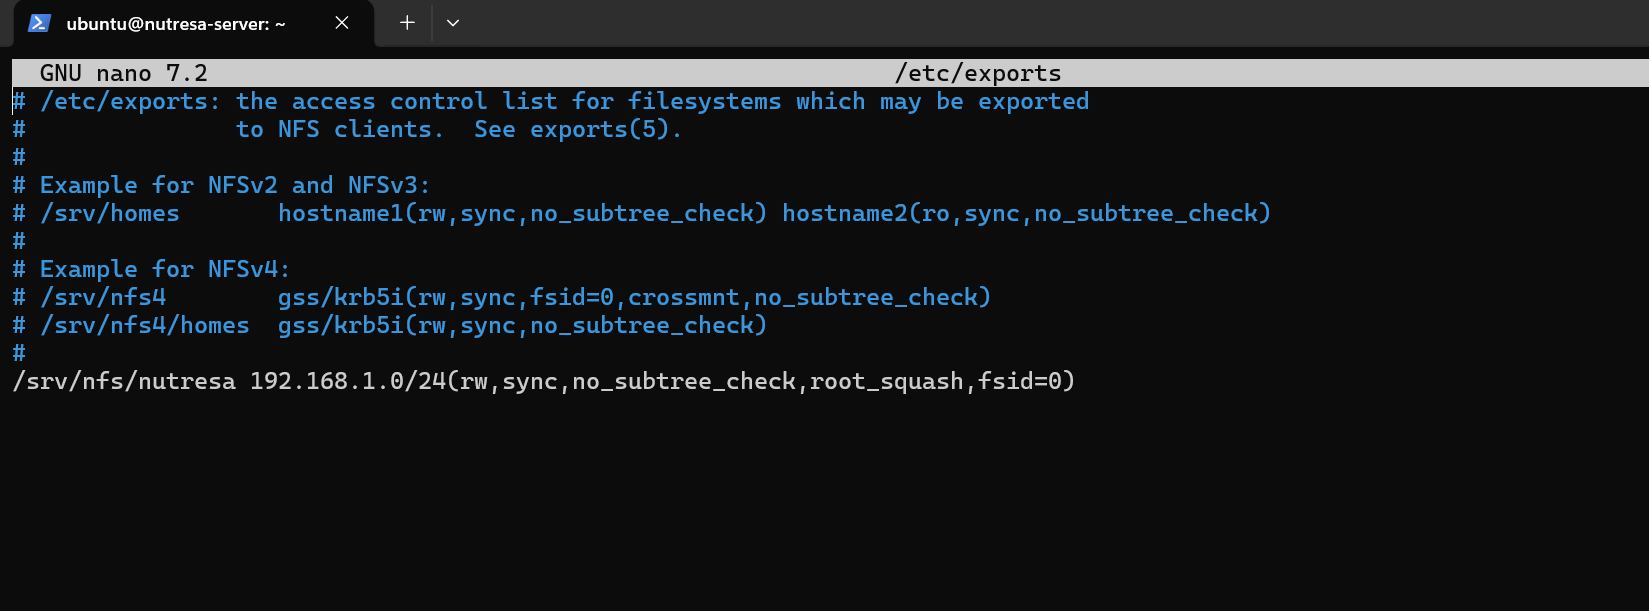 ubuntu@nutresa-server: ~
GNU nano 7.2 /etc/exports
# /etc/exports: the access control list for filesystems which may be exported
#               to NFS clients.  See exports(5).
#
# Example for NFSv2 and NFSv3:
# /srv/homes       hostname1(rw,sync,no_subtree_check) hostname2(ro,sync,no_subtree_check)
#
# Example for NFSv4:
# /srv/nfs4        gss/krb5i(rw,sync,fsid=0,crossmnt,no_subtree_check)
# /srv/nfs4/homes  gss/krb5i(rw,sync,no_subtree_check)
#
/srv/nfs/nutresa 192.168.1.0/24(rw,sync,no_subtree_check,root_squash,fsid=0)